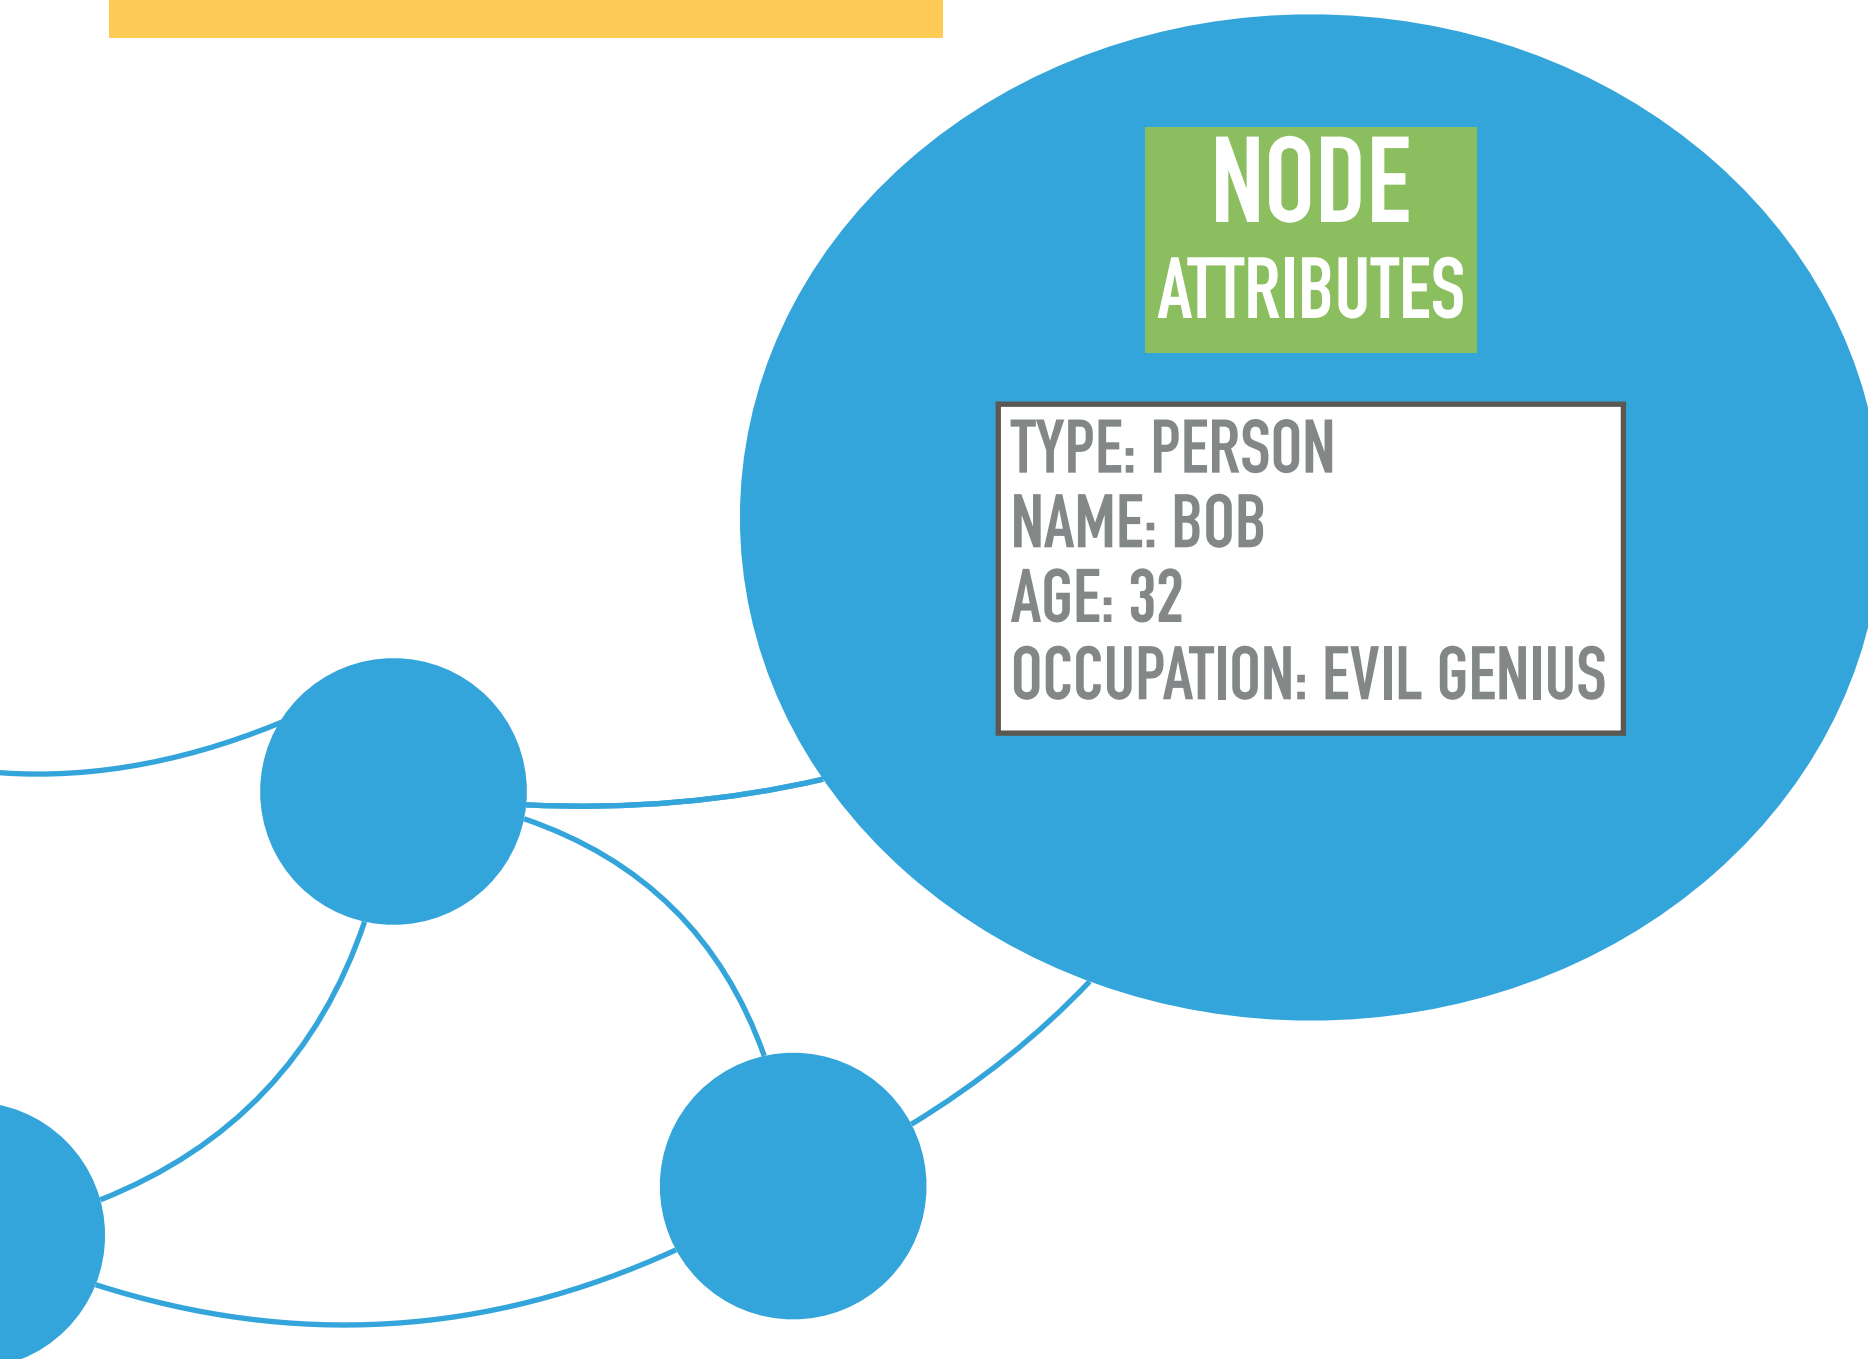 NODE
ATTRIBUTES
TYPE: PERSON
NAME: BOB
AGE: 32
OCCUPATION: EVIL GENIUS